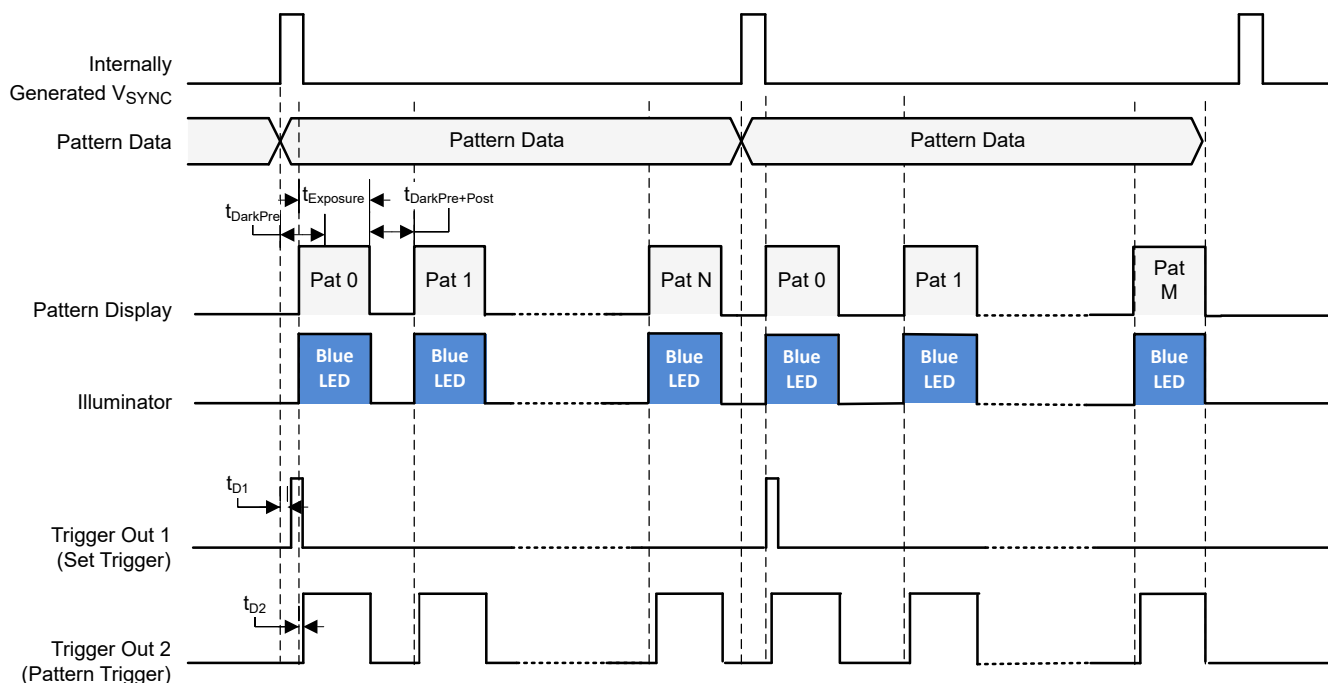 Internally
Generated VSYNC
Pattern Data
Pattern Data
Pattern Data
tExposure
tDarkPre
tDarkPre+Post
Pat 0
Pat 1
Pat N
Pat 0
Pat 1
Pat
M
Pattern Display
Blue
LED
Blue
LED
Blue
LED
Blue
LED
Blue
LED
Blue
LED
Illuminator
tD1
Trigger Out 1
(Set Trigger)
tD2
Trigger Out 2
(Pattern Trigger)